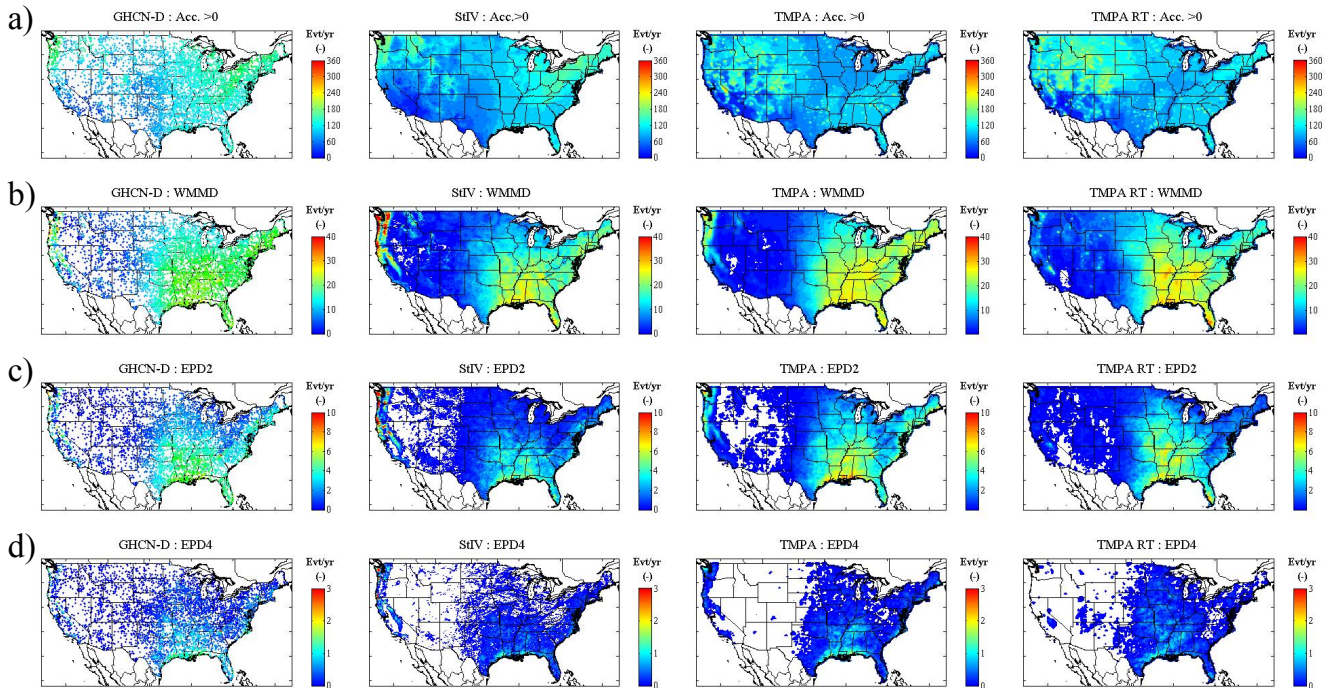 a)
GHCN-D : Acc. >0
Evt/yr
(-)
360
300
240
180
120
60
0
StIV : Acc.>0
Evt/yr
(-)
360
300
240
180
120
60
0
TMPA : Acc. >0
Evt/yr
(-)
360
300
240
180
120
60
0
TMPA RT : Acc. >0
Evt/yr
(-)
360
300
240
180
120
60
0
b)
GHCN-D : WMMD
Evt/yr
(-)
40
30
20
10
StIV : WMMD
Evt/yr
(-)
40
30
20
10
0
TMPA : WMMD
Evt/yr
(-)
40
30
20
10
TMPA RT : WMMD
Evt/yr
(-)
40
30
20
10
c)
GHCN-D : EPD2
Evt/yr
(-)
10
8
6
4
2
0
StIV : EPD2
Evt/yr
(-)
10
8
6
4
2
0
TMPA : EPD2
Evt/yr
(-)
10
8
6
4
2
0
TMPA RT : EPD2
Evt/yr
(-)
10
8
6
4
2
d)
GHCN-D : EPD4
Evt/yr
(-)
3
2
1
0
StIV : EPD4
Evt/yr
(-)
3
2
1
0
TMPA : EPD4
Evt/yr
(-)
3
2
1
0
TMPA RT : EPD4
Evt/yr
(-)
3
2
1
0